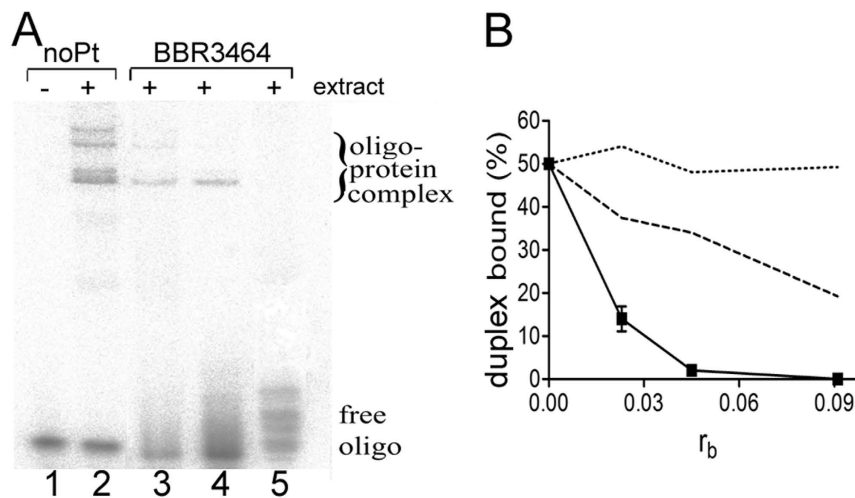 A
noPt BBR3464
- + + + + extract
oligo-
protein
complex
free
oligo
1 2 3 4 5
B
duplex bound (%)
60
50
40
30
20
10
0
0.00 0.03 0.06 0.09
rb